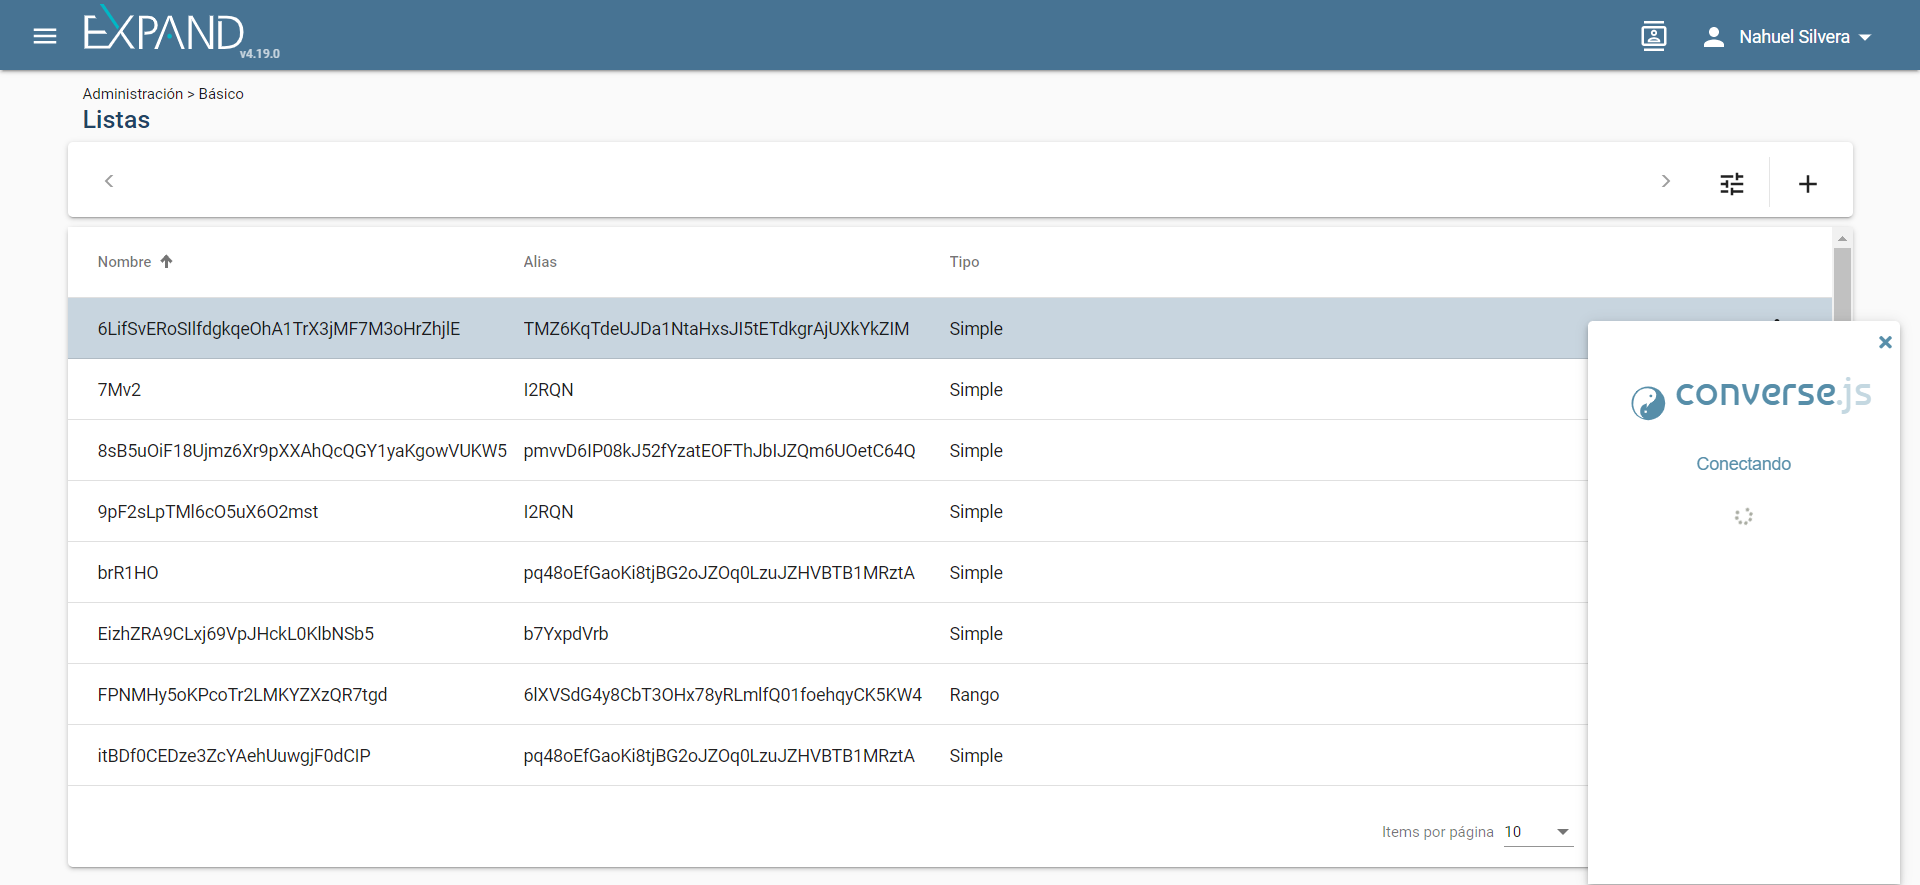 EXPAND
v4.19.0
Nahuel Silvera
Administración > Básico
Listas
Nombre Alias Tipo
6LifSvERoSIlfdgkqeOhA1TrX3jMF7M3oHrZhjlE TMZ6KqTdeUJDa1NtaHxsJI5tETdkgrAjUXkYkZIM Simple
7Mv2 I2RQN Simple
8sB5uOiF18Ujmz6Xr9pXXAhQcQGY1yaKgowVUKW5 pmvvD6IP08kJ52fYzatEOFThJbIJZQm6UOetC64Q Simple
9pF2sLpTMl6cO5uX6O2mst I2RQN Simple
brR1HO pq48oEfGaoKi8tjBG2oJZOq0LzuJZHVBTB1MRztA Simple
EizhZRA9CLxj69VpJHckL0KlbNSb5 b7YxpdVrb Simple
FPNMHy5oKPcoTr2LMKYZXzQR7tgd 6lXVSdG4y8CbT3OHx78yRLmlfQ01foehqyCK5KW4 Rango
itBDf0CEDze3ZcYAehUuwgjF0dCIP pq48oEfGaoKi8tjBG2oJZOq0LzuJZHVBTB1MRztA Simple
Items por página 10
converse.js
Conectando